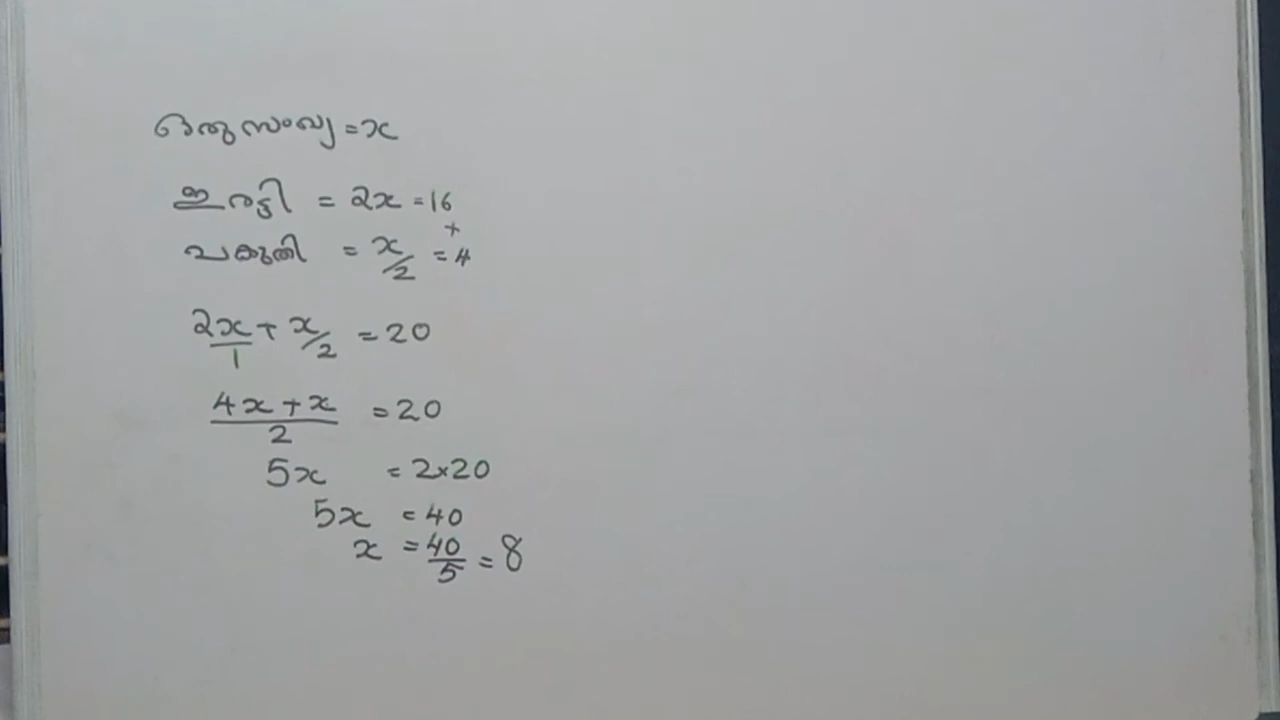 ഒരു സംഖ്യ = x
ഇരട്ടി = 2x = 16
+
പകുതി = x/2 = 4
2x/1 + x/2 = 20
4x + x / 2 = 20
5x = 2×20
5x = 40
x = 40/5 = 8